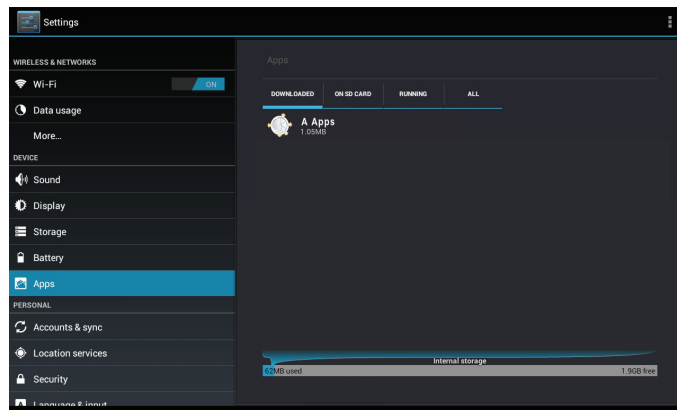 Settings
WIRELESS & NETWORKS
Wi-Fi
ON
Data usage
More...
DEVICE
Sound
Display
Storage
Battery
Apps
PERSONAL
Accounts & sync
Location services
Security
Language & input
Apps
DOWNLOADED
ON SD CARD
RUNNING
ALL
A Apps
1.05MB
Internal storage
62MB used
1.9GB free